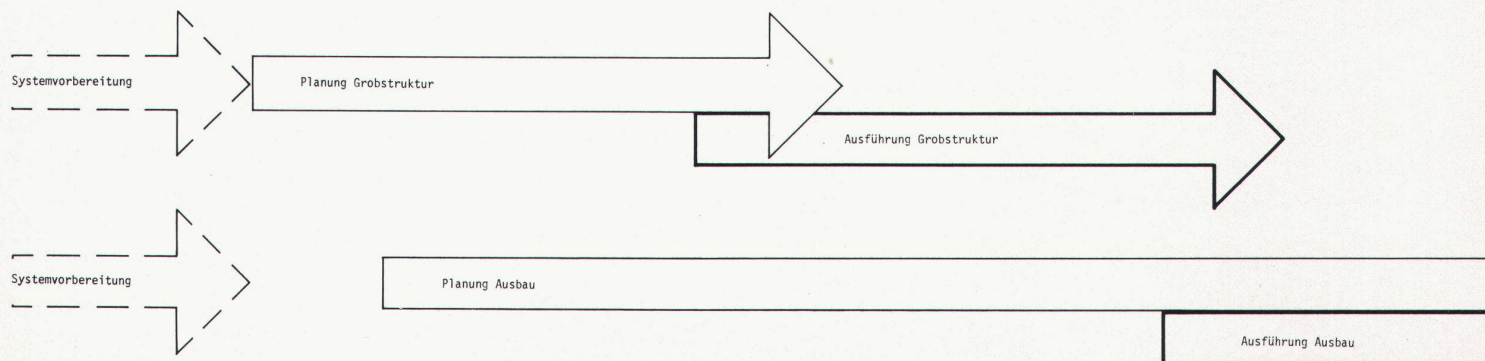 Systemvorbereitung
Planung Grobstruktur
Ausführung Grobstruktur
Systemvorbereitung
Planung Ausbau
Ausführung Ausbau